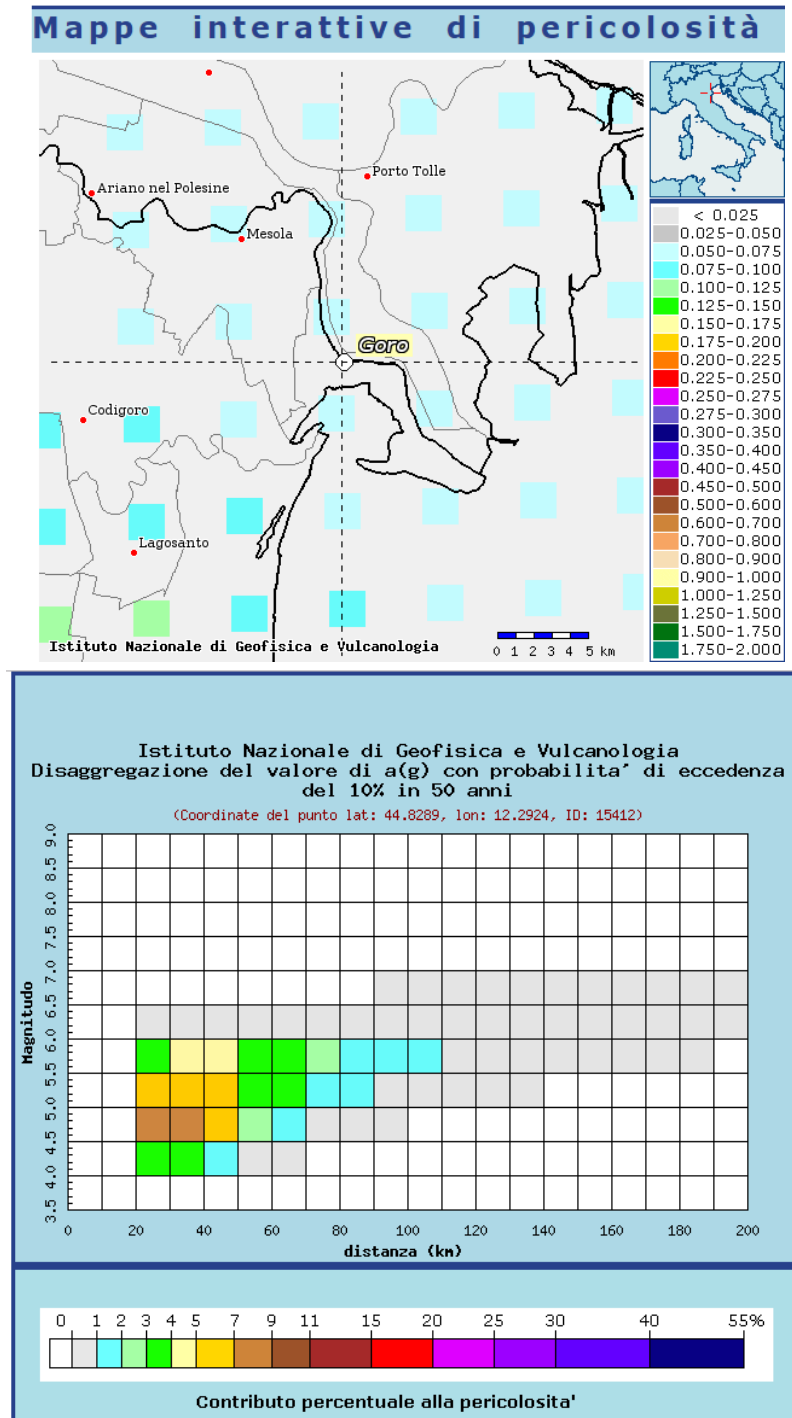 Mappe interattive di pericolosità
Porto Tolle
Ariano nel Polesine
Mesola
Goro
Codigoro
Lagosanto
Istituto Nazionale di Geofisica e Vulcanologia
0 1 2 3 4 5 km
< 0.025
0.025-0.050
0.050-0.075
0.075-0.100
0.100-0.125
0.125-0.150
0.150-0.175
0.175-0.200
0.200-0.225
0.225-0.250
0.250-0.275
0.275-0.300
0.300-0.350
0.350-0.400
0.400-0.450
0.450-0.500
0.500-0.600
0.600-0.700
0.700-0.800
0.800-0.900
0.900-1.000
1.000-1.250
1.250-1.500
1.500-1.750
1.750-2.000
Istituto Nazionale di Geofisica e Vulcanologia
Disaggregazione del valore di a(g) con probabilita' di eccedenza
del 10% in 50 anni
(Coordinate del punto lat: 44.8289, lon: 12.2924, ID: 15412)
Magnitudo
9.0
8.5
8.0
7.5
7.0
6.5
6.0
5.5
5.0
4.5
4.0
3.5
0 20 40 60 80 100 120 140 160 180 200
distanza (km)
0 1 2 3 4 5 7 9 11 15 20 25 30 40 55%
Contributo percentuale alla pericolosita'